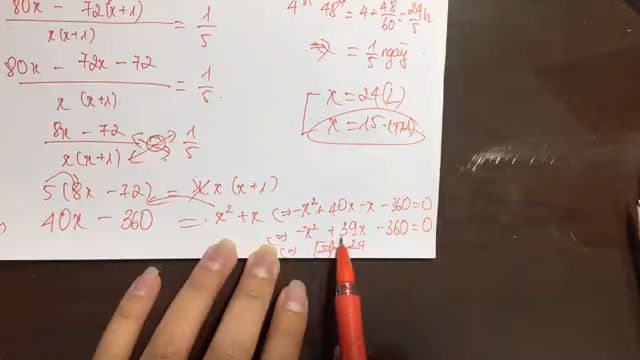 80x - 72(x+1) / x(x+1) = 1/5
80x - 72x - 72 / x(x+1) = 1/5
8x - 72 / x(x+1) 1/5
5(8x - 72) = x(x+1)
40x - 360 = x² + x (=> -x² + 40x - x - 360 = 0
(=> -x² + 39x - 360 = 0
(=>
48 = 4 + 48/60 = 24/5 h
=> = 1/5 ngày
x = 24 (L)
x = 15